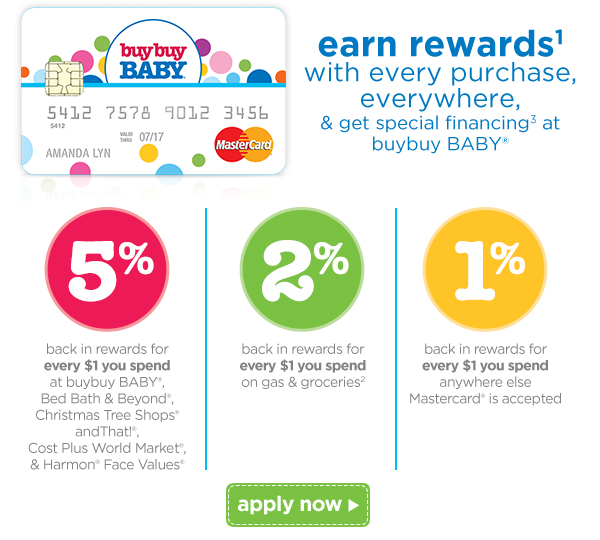 buybuy
BABY
5412 7578 9012 3456
5412
VALID
THRU
07/17
AMANDA LYN
MasterCard
earn rewards¹
with every purchase,
everywhere,
& get special financing³ at
buybuy BABY®
5%
back in rewards for
every $1 you spend
at buybuy BABY®,
Bed Bath & Beyond®,
Christmas Tree Shops®
andThat!®,
Cost Plus World Market®,
& Harmon® Face Values®
2%
back in rewards for
every $1 you spend
on gas & groceries²
1%
back in rewards for
every $1 you spend
anywhere else
Mastercard® is accepted
apply now